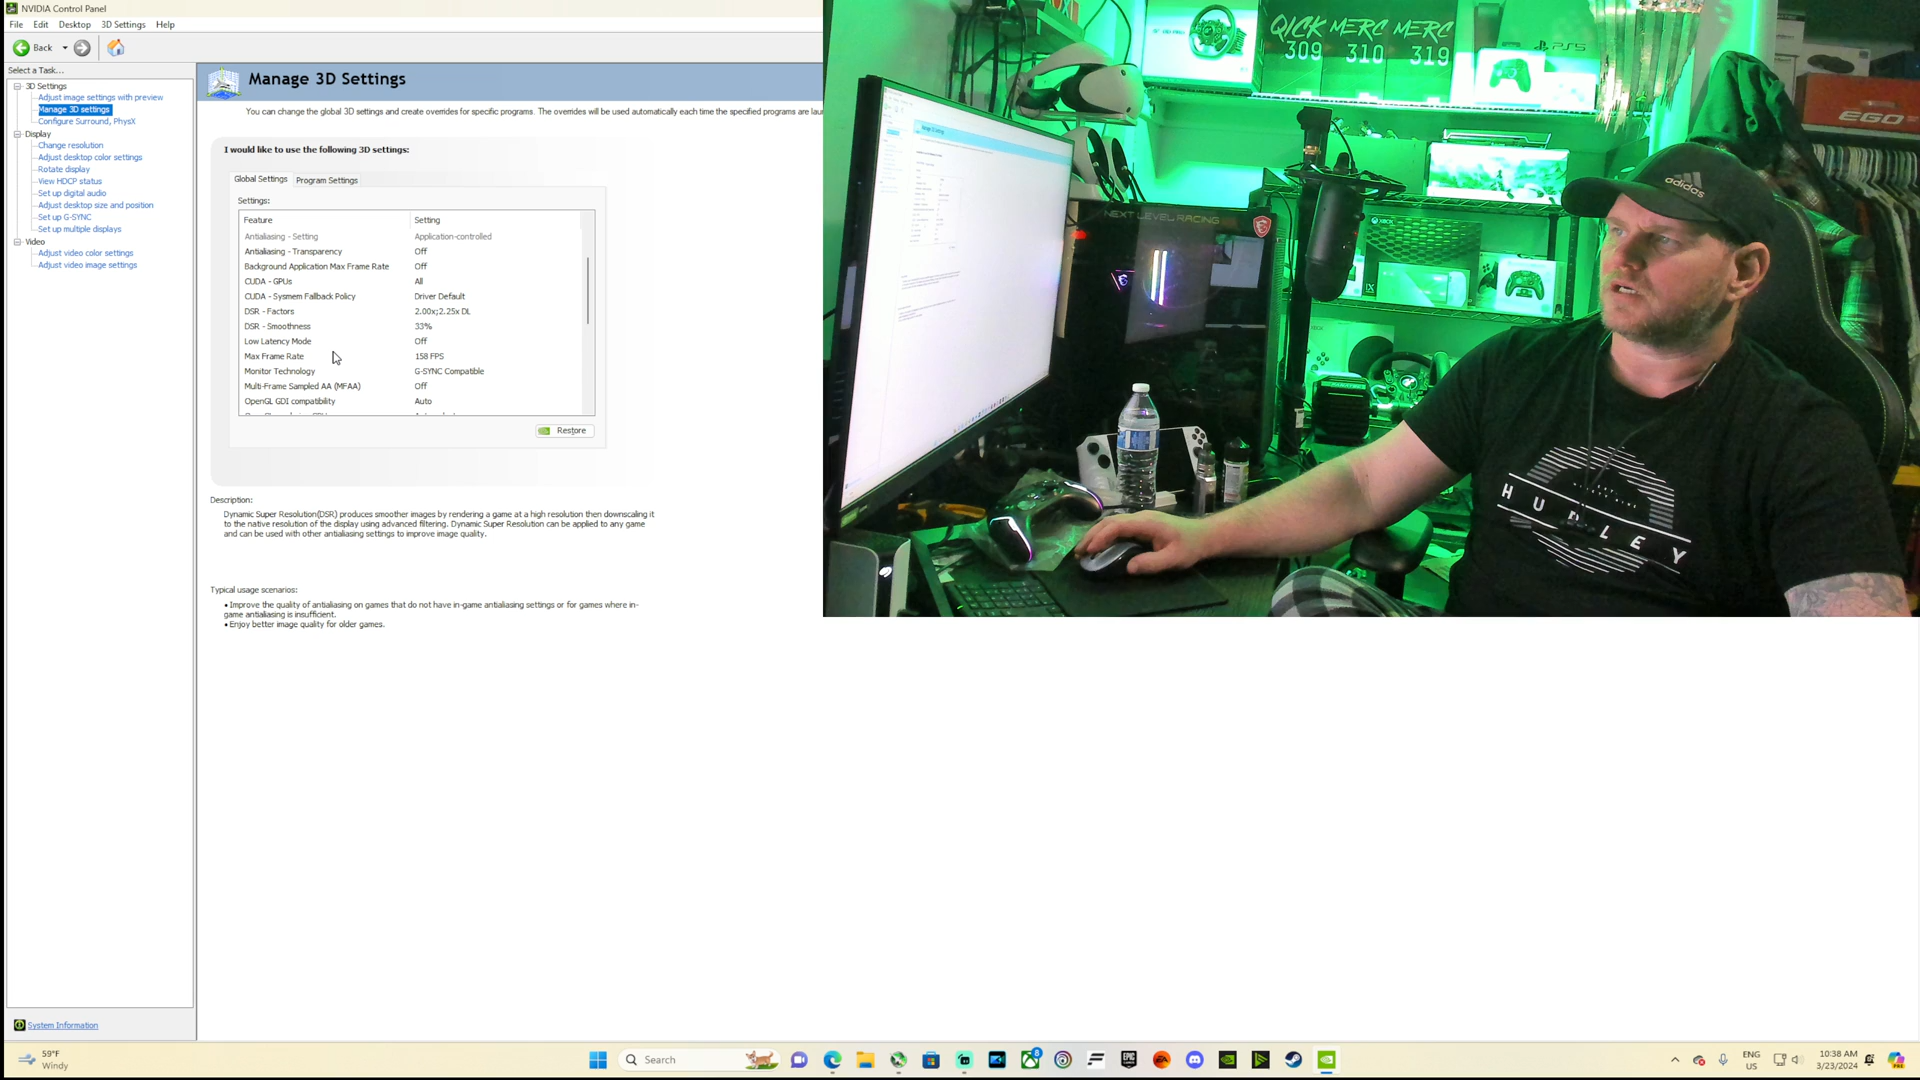 NVIDIA Control Panel
File Edit Desktop 3D Settings Help
Back
Select a Task...
3D Settings
Adjust image settings with preview
Manage 3D settings
Configure Surround, PhysX
Display
Change resolution
Adjust desktop color settings
Rotate display
View HDCP status
Set up digital audio
Adjust desktop size and position
Set up G-SYNC
Set up multiple displays
Video
Adjust video color settings
Adjust video image settings
System Information
Manage 3D Settings
You can change the global 3D settings and create overrides for specific programs. The overrides will be used automatically each time the specified programs are lau
I would like to use the following 3D settings:
Global Settings Program Settings
Settings:
Feature Setting
Antialiasing - Setting Application-controlled
Antialiasing - Transparency Off
Background Application Max Frame Rate Off
CUDA - GPUs All
CUDA - Sysmem Fallback Policy Driver Default
DSR - Factors 2.00x;2.25x DL
DSR - Smoothness 33%
Low Latency Mode Off
Max Frame Rate 158 FPS
Monitor Technology G-SYNC Compatible
Multi-Frame Sampled AA (MFAA) Off
OpenGL GDI compatibility Auto
Restore
Description:
Dynamic Super Resolution(DSR) produces smoother images by rendering a game at a high resolution then downscaling it
to the native resolution of the display using advanced filtering. Dynamic Super Resolution can be applied to any game
and can be used with other antialiasing settings to improve image quality.
Typical usage scenarios:
• Improve the quality of antialiasing on games that do not have in-game antialiasing settings or for games where in-
game antialiasing is insufficient.
• Enjoy better image quality for older games.
QICK MERC MERC
309 310 319
PS5
EGO
NEXT LEVEL RACING
XBOX
adidas
HURLEY
59°F
Windy
Search
8
EPIC
EA
ENG
US
10:38 AM
3/23/2024